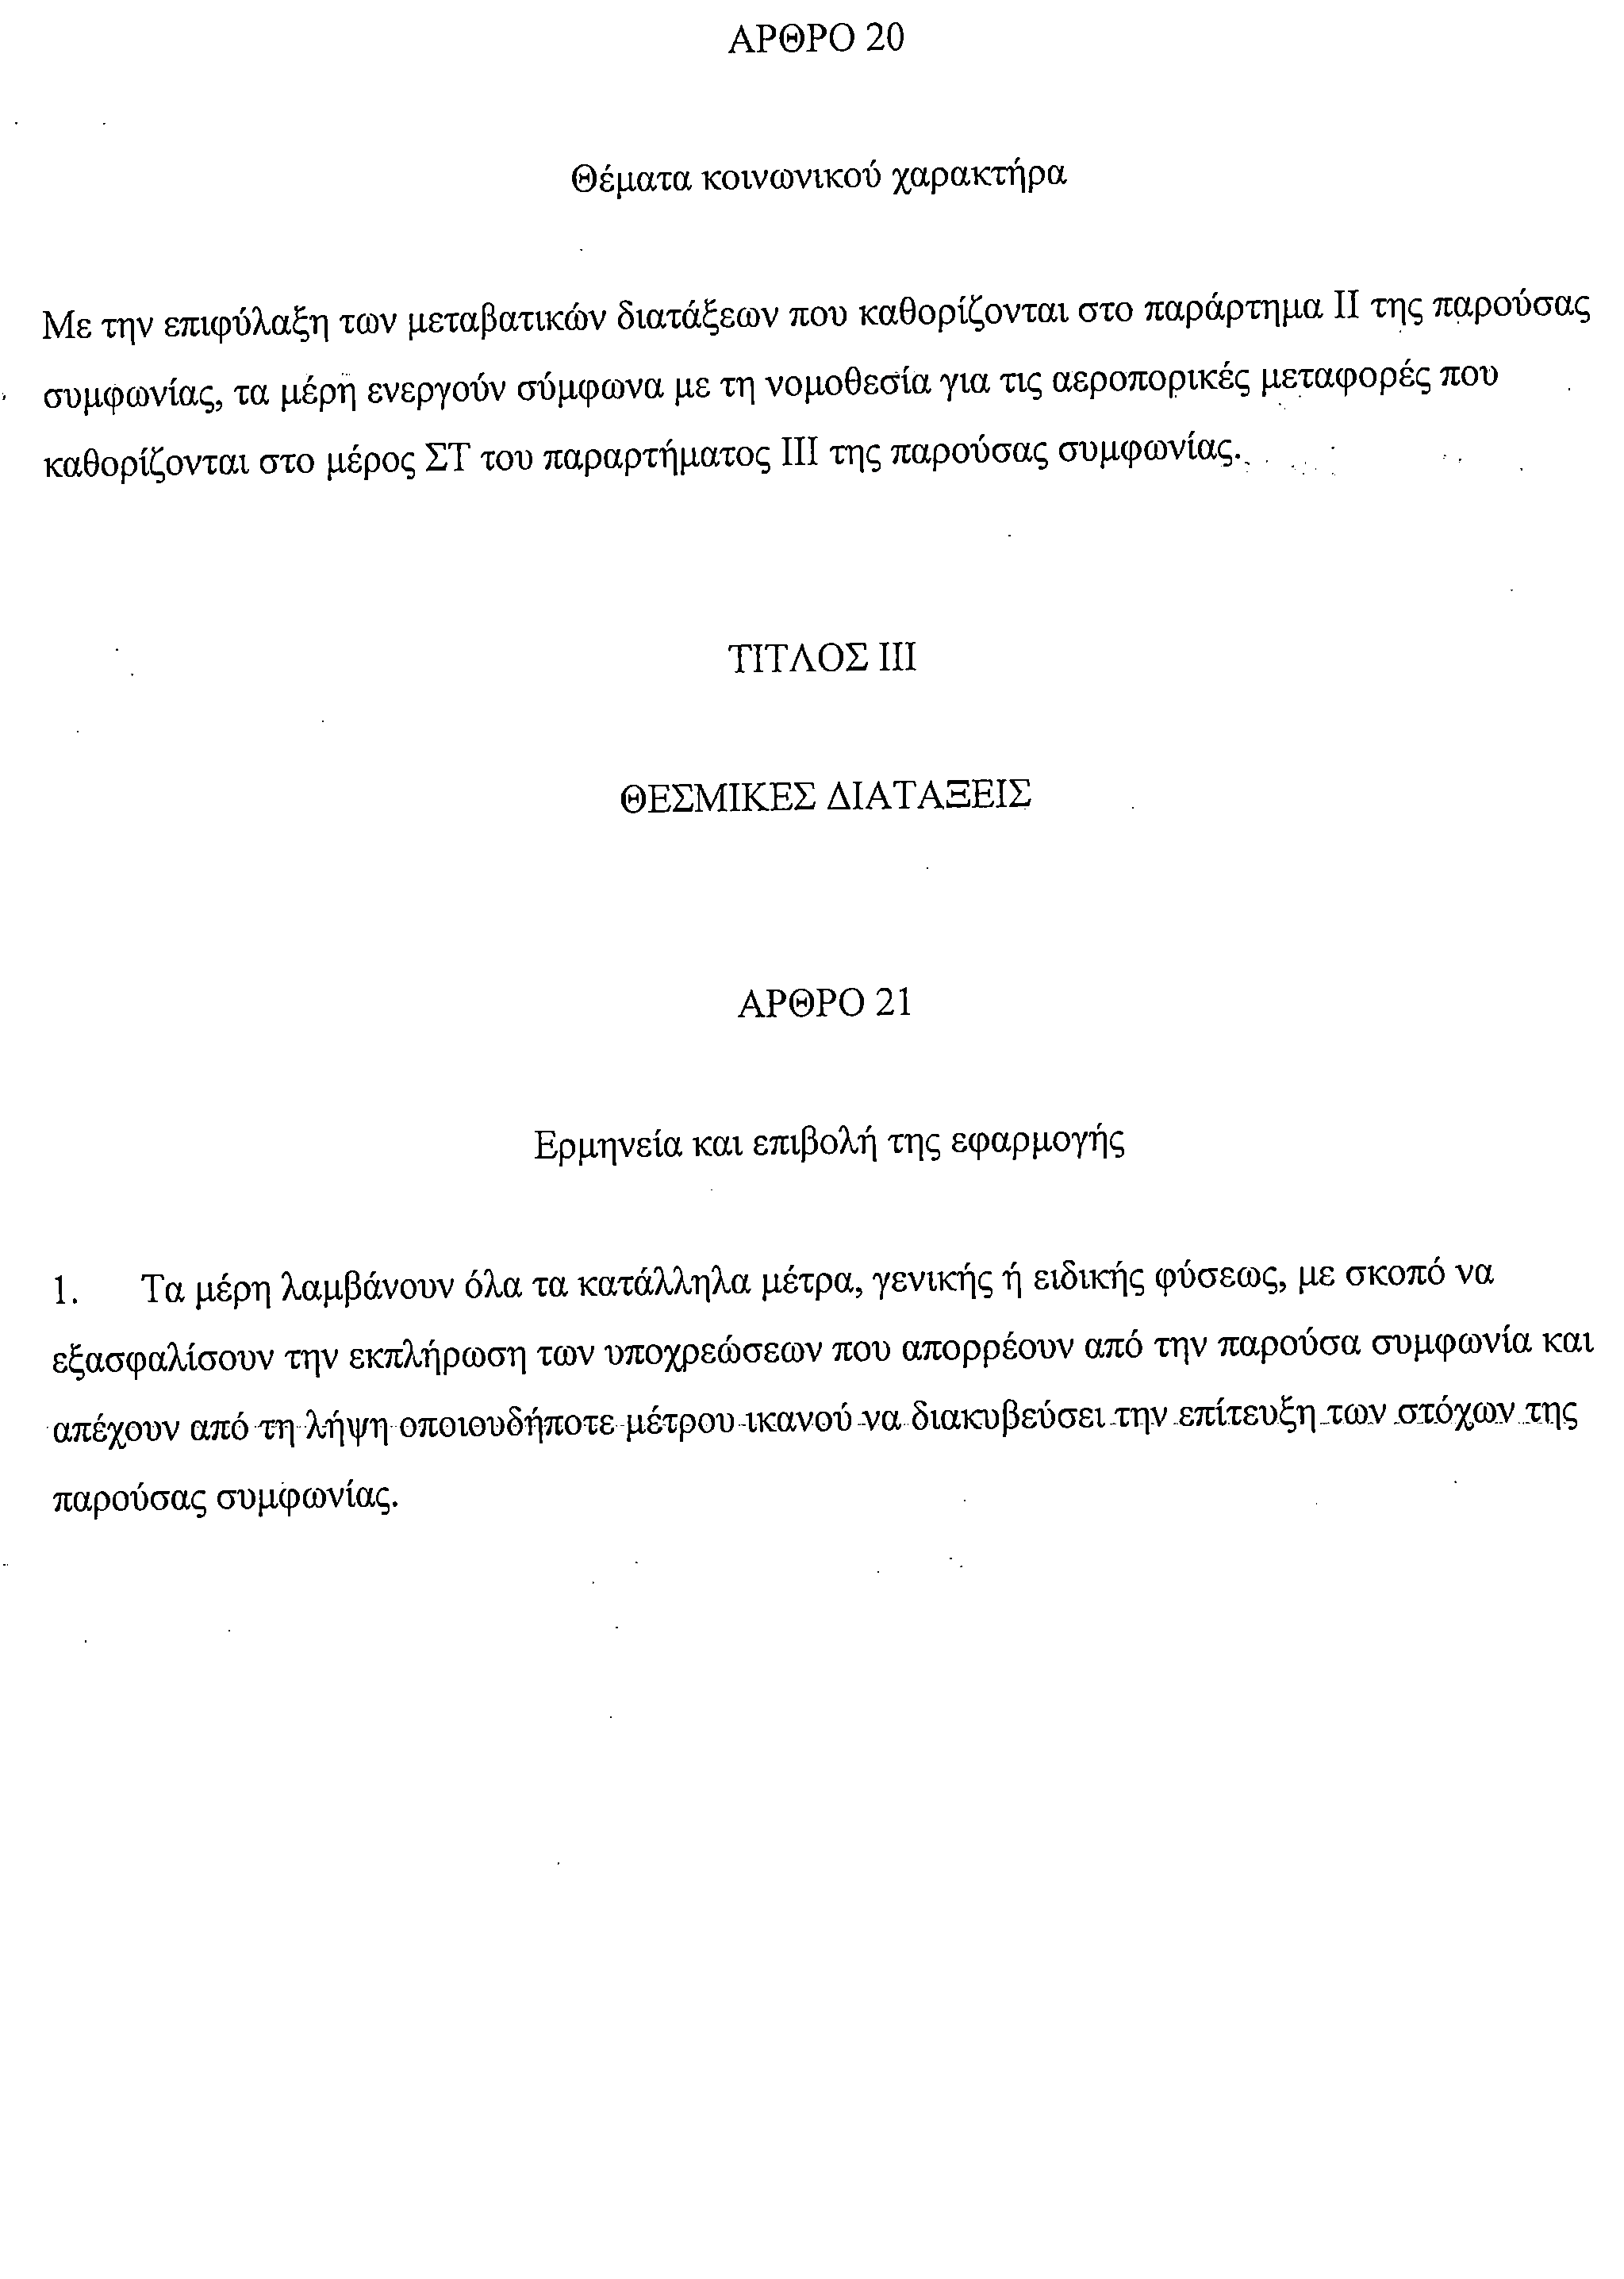 ΑΡΘΡΟ 20
Θέματα κοινωνικού χαρακτήρα
Με την επιφύλαξη των μεταβατικών διατάξεων που καθορίζονται στο παράρτημα ΙΙ της παρούσας
συμφωνίας, τα μέρη ενεργούν σύμφωνα με τη νομοθεσία για τις αεροπορικές μεταφορές που
καθορίζονται στο μέρος ΣΤ του παραρτήματος ΙΙΙ της παρούσας συμφωνίας.
ΤΙΤΛΟΣ ΙΙΙ
ΘΕΣΜΙΚΕΣ ΔΙΑΤΑΞΕΙΣ
ΑΡΘΡΟ 21
Ερμηνεία και επιβολή της εφαρμογής
1. Τα μέρη λαμβάνουν όλα τα κατάλληλα μέτρα, γενικής ή ειδικής φύσεως, με σκοπό να
εξασφαλίσουν την εκπλήρωση των υποχρεώσεων που απορρέουν από την παρούσα συμφωνία και
απέχουν από τη λήψη οποιουδήποτε μέτρου ικανού να διακυβεύσει την επίτευξη των στόχων της
παρούσας συμφωνίας.